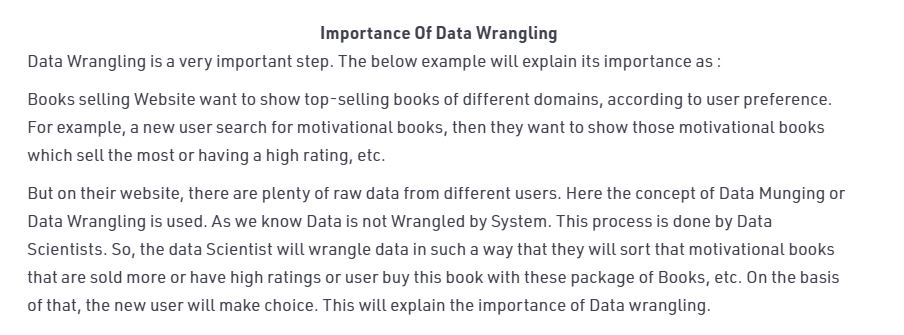 Importance Of Data Wrangling
Data Wrangling is a very important step. The below example will explain its importance as :
Books selling Website want to show top-selling books of different domains, according to user preference.
For example, a new user search for motivational books, then they want to show those motivational books
which sell the most or having a high rating, etc.
But on their website, there are plenty of raw data from different users. Here the concept of Data Munging or
Data Wrangling is used. As we know Data is not Wrangled by System. This process is done by Data
Scientists. So, the data Scientist will wrangle data in such a way that they will sort that motivational books
that are sold more or have high ratings or user buy this book with these package of Books, etc. On the basis
of that, the new user will make choice. This will explain the importance of Data wrangling.